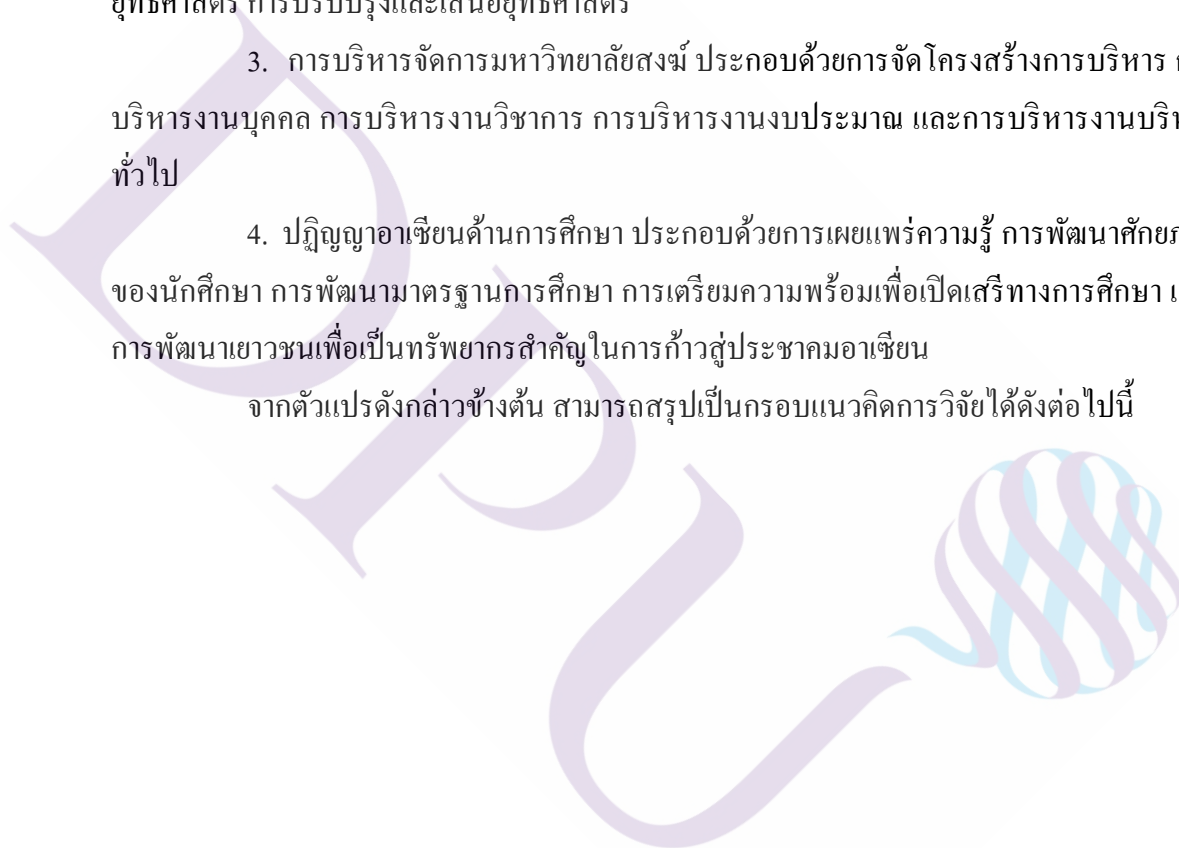 ยุทธศาสตร์ การปรับปรุงและเสนอยุทธศาสตร์
3. การบริหารจัดการมหาวิทยาลัยสงฆ์ ประกอบด้วยการจัดโครงสร้างการบริหาร
บริหารงานบุคคล การบริหารงานวิชาการ การบริหารงานงบประมาณ และการบริหารงานบริห
ทั่วไป
4. ปฏิญญาอาเซียนด้านการศึกษา ประกอบด้วยการเผยแพร่ความรู้ การพัฒนาศักยภ
ของนักศึกษา การพัฒนามาตรฐานการศึกษา การเตรียมความพร้อมเพื่อเปิดเสรีทางการศึกษา
การพัฒนาเยาวชนเพื่อเป็นทรัพยากรสำคัญในการก้าวสู่ประชาคมอาเซียน
จากตัวแปรดังกล่าวข้างต้น สามารถสรุปเป็นกรอบแนวคิดการวิจัยได้ดังต่อไปนี้
DPU